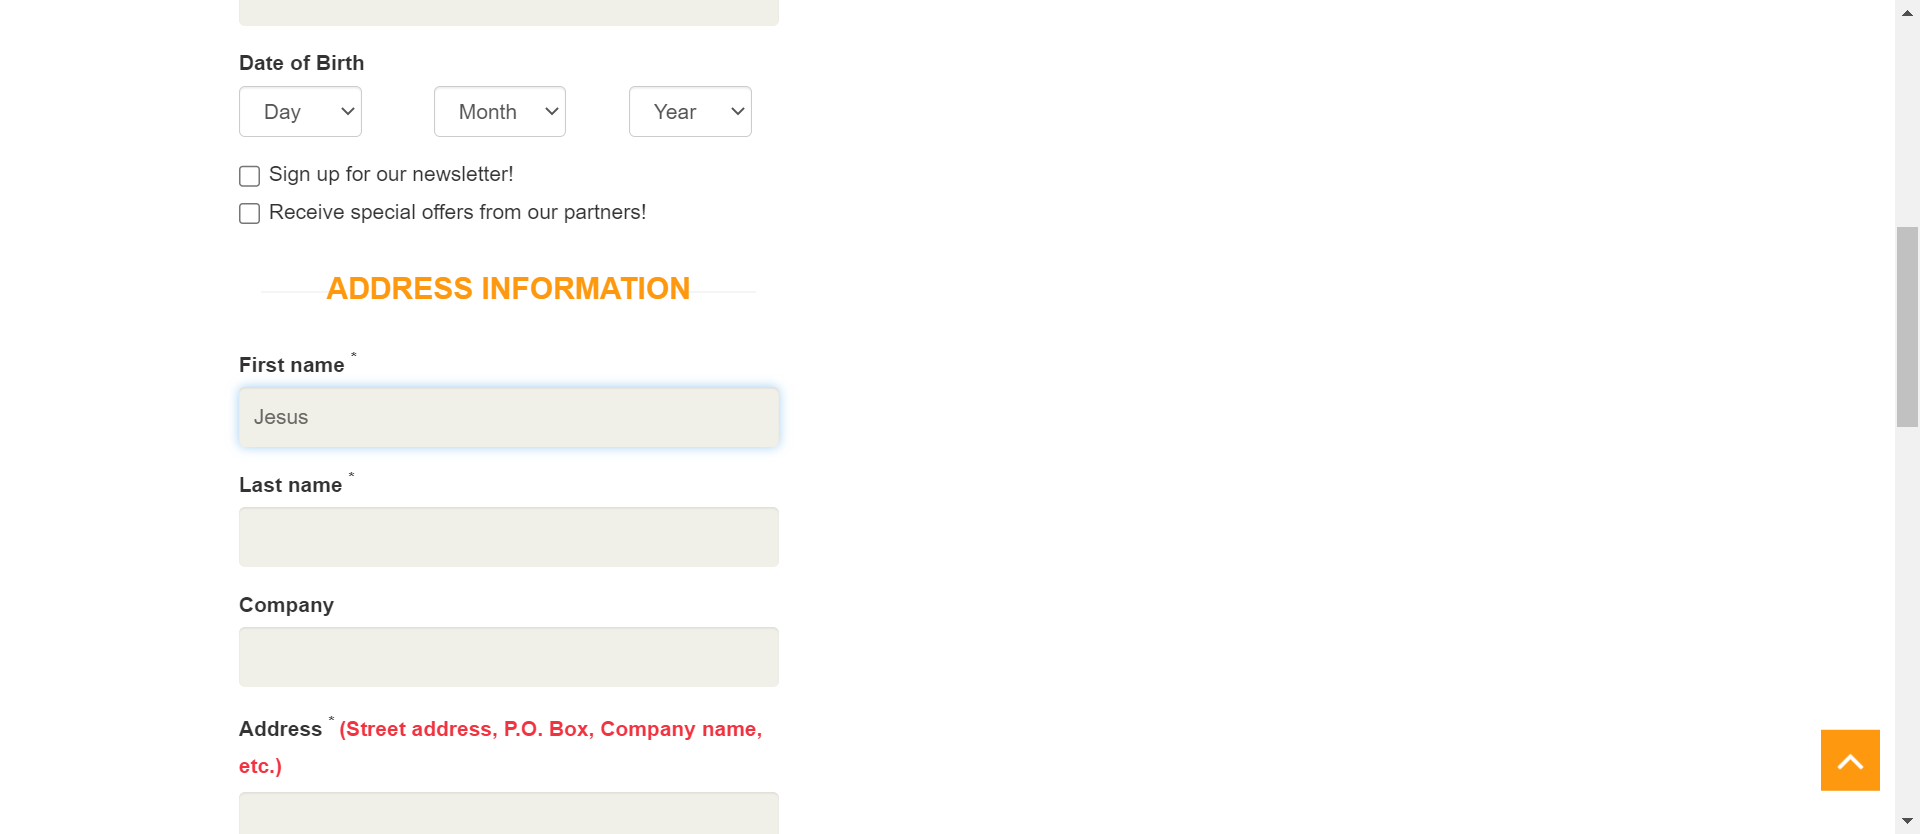 Date of Birth
Day Month Year
Sign up for our newsletter!
Receive special offers from our partners!
ADDRESS INFORMATION
First name *
Jesus
Last name *
Company
Address * (Street address, P.O. Box, Company name,
etc.)